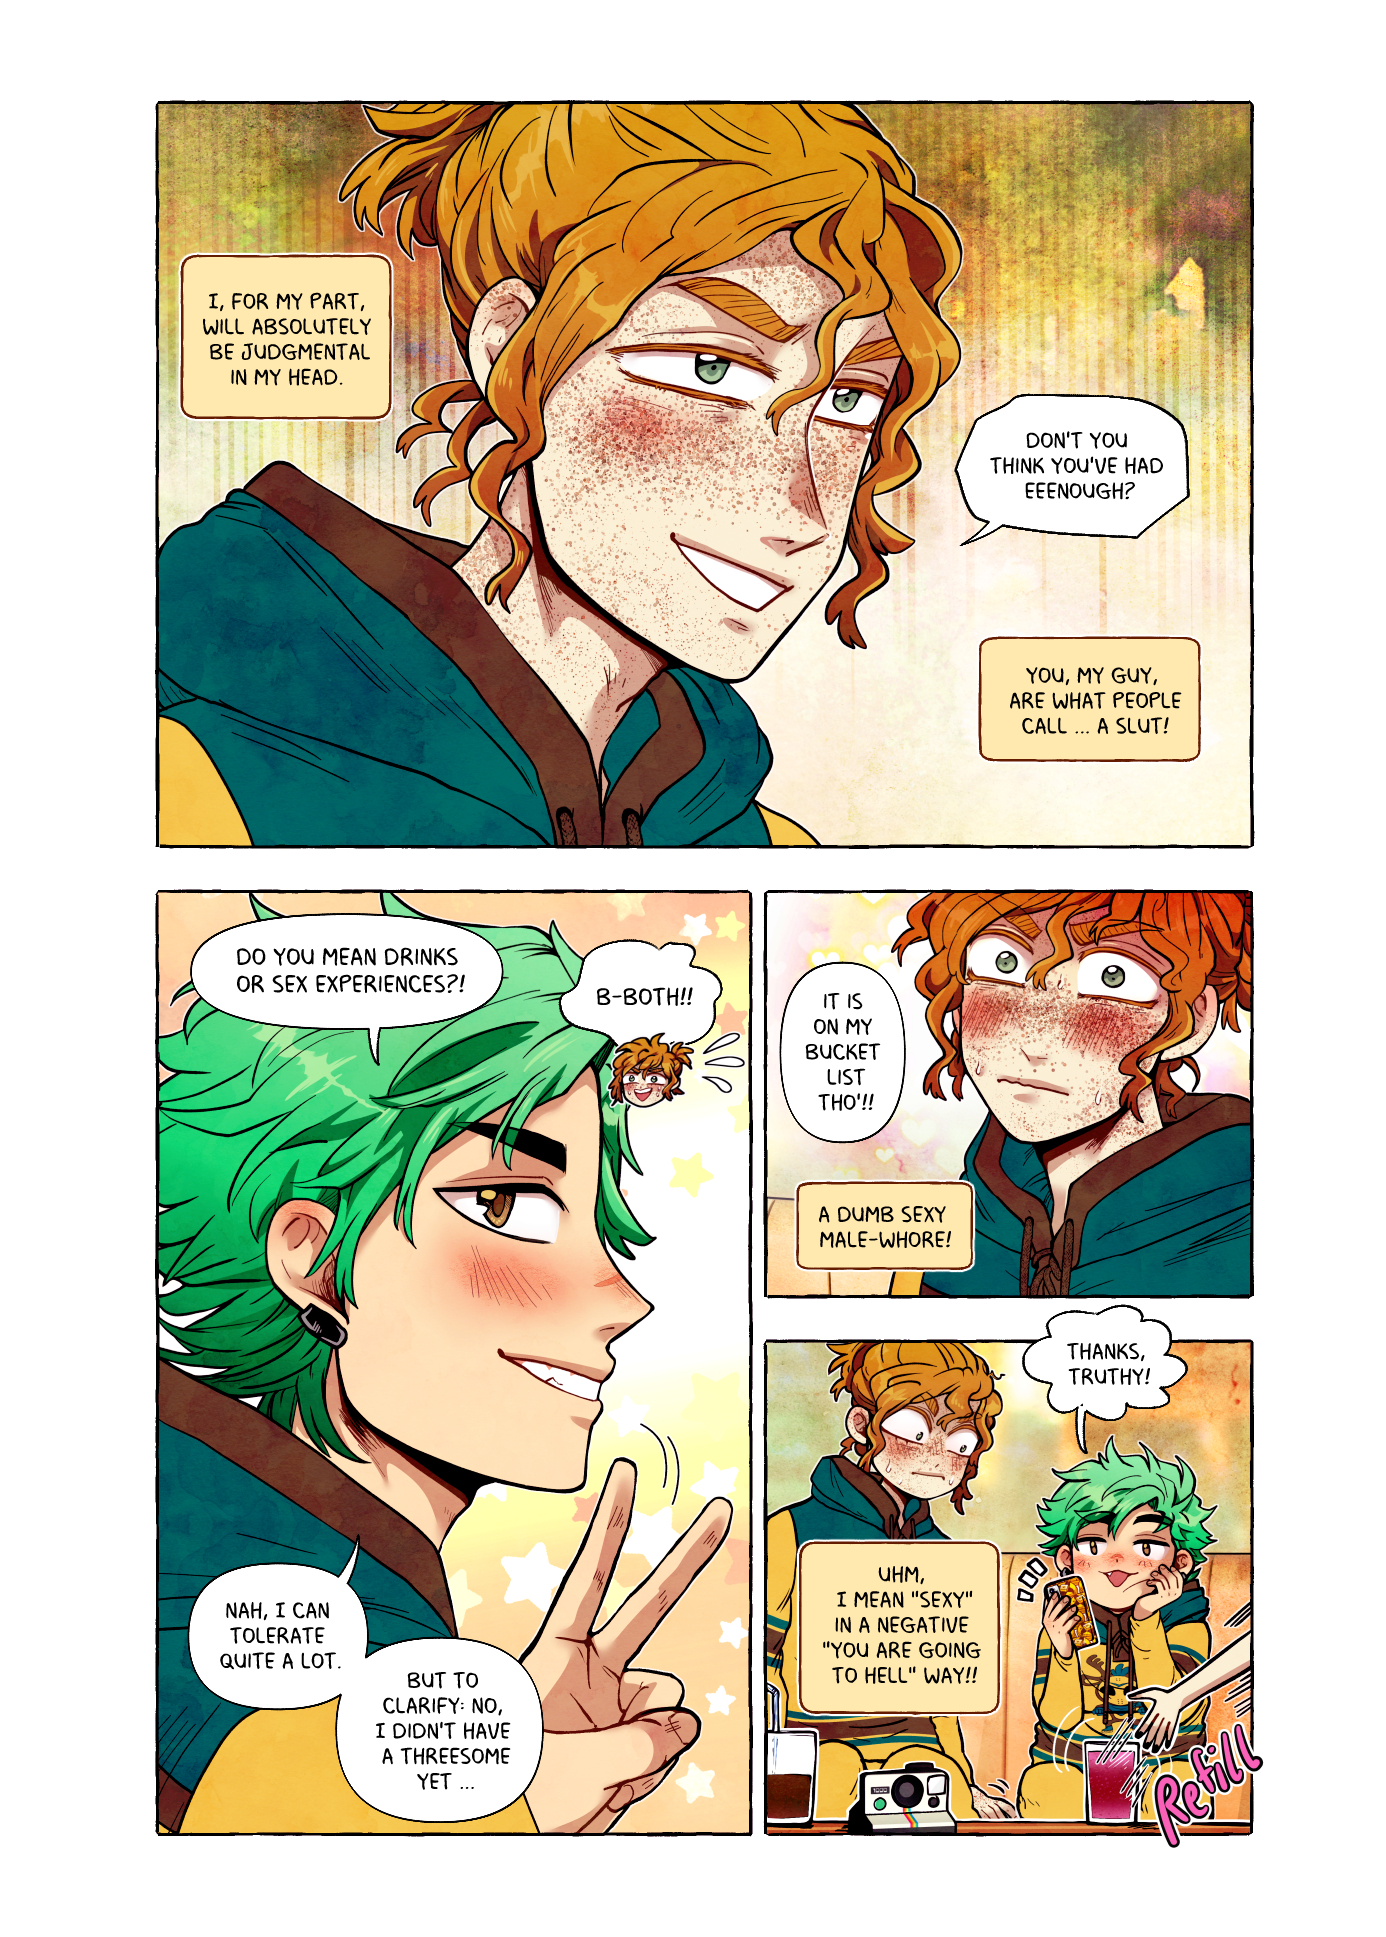 I, FOR MY PART,
WILL ABSOLUTELY
BE JUDGMENTAL
IN MY HEAD.
DON'T YOU
THINK YOU'VE HAD
EEENOUGH?
YOU, MY GUY,
ARE WHAT PEOPLE
CALL ... A SLUT!
DO YOU MEAN DRINKS
OR SEX EXPERIENCES?!
B-BOTH!!
NAH, I CAN
TOLERATE
QUITE A LOT.
BUT TO
CLARIFY: NO,
I DIDN'T HAVE
A THREESOME
YET ...
IT IS
ON MY
BUCKET
LIST
THO'!!
A DUMB SEXY
MALE-WHORE!
THANKS,
TRUTHY!
UHM,
I MEAN "SEXY"
IN A NEGATIVE
"YOU ARE GOING
TO HELL" WAY!!
Refill